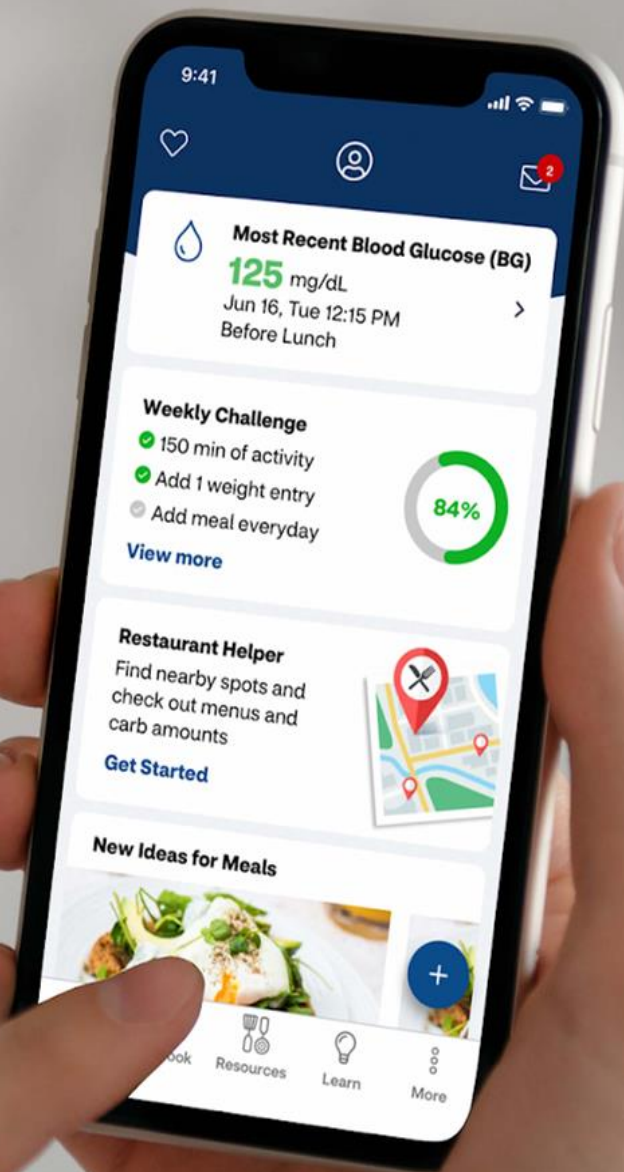 9:41
2
Most Recent Blood Glucose (BG)
125 mg/dL
Jun 16, Tue 12:15 PM
Before Lunch
Weekly Challenge
150 min of activity
Add 1 weight entry
Add meal everyday
View more
84%
Restaurant Helper
Find nearby spots and
check out menus and
carb amounts
Get Started
New Ideas for Meals
+
Resources
Learn
More